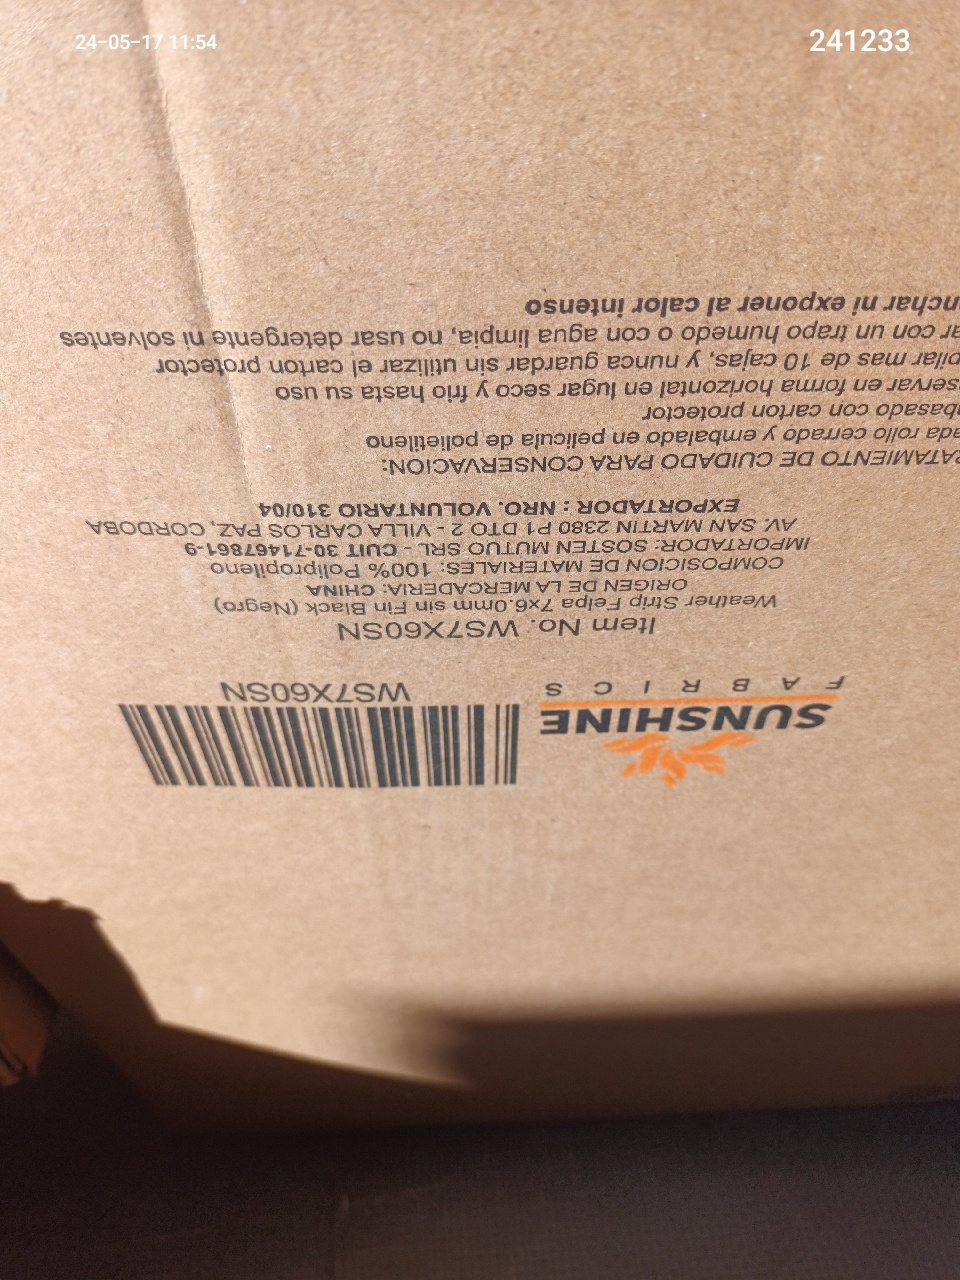 24-05-17 11:54
241233
SUNSHINE
FABRICS
WS7X60SN
Item No. WS7X60SN
Weather Strip Felpa 7x6.0mm sin Fin Black (Negro)
ORIGEN DE LA MERCADERIA: CHINA
COMPOSICION DE MATERIALES: 100% Polipropileno
IMPORTADOR: SOSTEN MUTUO SRL - CUIT 30-71467861-9
AV. SAN MARTIN 2380 P1 DTO 2 - VILLA CARLOS PAZ, CORDOBA
EXPORTADOR : NRO. VOLUNTARIO 310/04
RATAMIENTO DE CUIDADO PARA CONSERVACION:
ada rollo cerrado y embalado en pelicula de polietileno
nbasado con carton protector
servar en forma horizontal en lugar seco y frio hasta su uso
pilar mas de 10 cajas, y nunca guardar sin utilizar el carton protector
ar con un trapo humedo o con agua limpia, no usar detergente ni solventes
nchar ni exponer al calor intenso